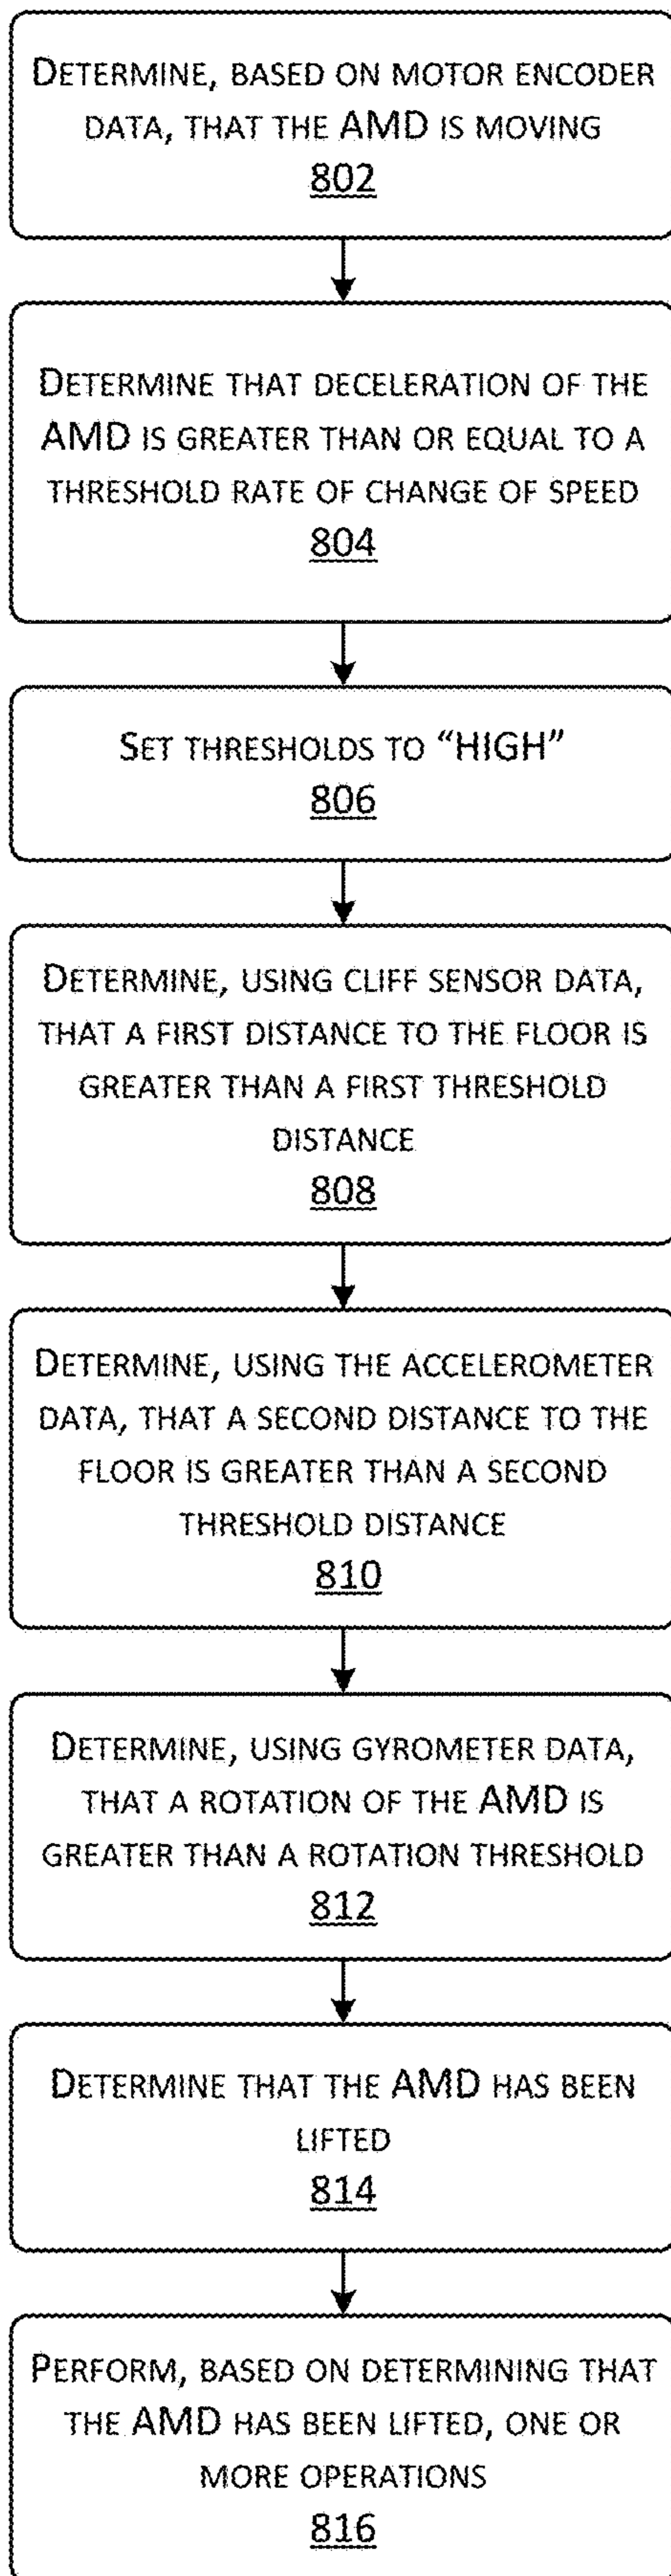 DETERMINE, BASED ON MOTOR ENCODER
DATA, THAT THE AMD IS MOVING
802
DETERMINE THAT DECELERATION OF THE
AMD IS GREATER THAN OR EQUAL TO A
THRESHOLD RATE OF CHANGE OF SPEED
804
SET THRESHOLDS TO “HIGH”
806
DETERMINE, USING CLIFF SENSOR DATA,
THAT A FIRST DISTANCE TO THE FLOOR IS
GREATER THAN A FIRST THRESHOLD
DISTANCE
808
DETERMINE, USING THE ACCELEROMETER
DATA, THAT A SECOND DISTANCE TO THE
FLOOR IS GREATER THAN A SECOND
THRESHOLD DISTANCE
810
DETERMINE, USING GYROMETER DATA,
THAT A ROTATION OF THE AMD IS
GREATER THAN A ROTATION THRESHOLD
812
DETERMINE THAT THE AMD HAS BEEN
LIFTED
814
PERFORM, BASED ON DETERMINING THAT
THE AMD HAS BEEN LIFTED, ONE OR
MORE OPERATIONS
816